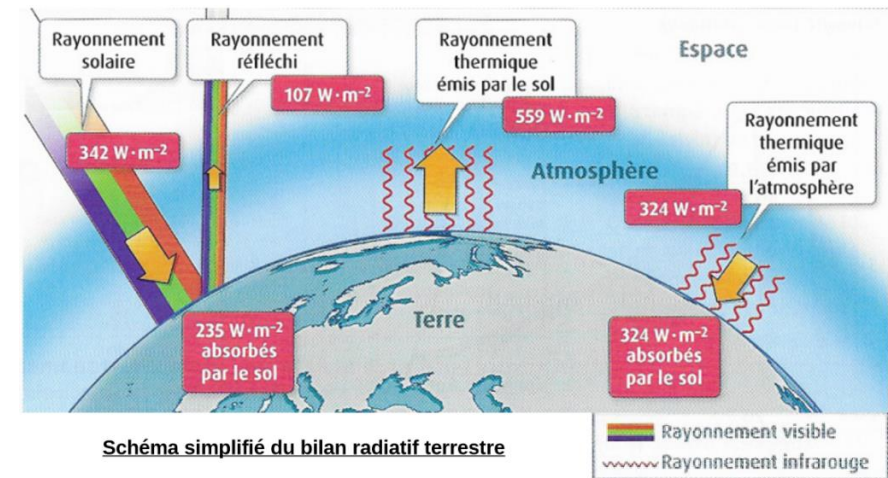 Rayonnement
solaire
342 W·m⁻²
Rayonnement
réfléchi
107 W·m⁻²
Rayonnement
thermique
émis par le sol
559 W·m⁻²
Espace
Atmosphère
Rayonnement
thermique
émis par
l'atmosphère
324 W·m⁻²
235 W·m⁻²
absorbés
par le sol
Terre
324 W·m⁻²
absorbés
par le sol
Schéma simplifié du bilan radiatif terrestre
Rayonnement visible
Rayonnement infrarouge